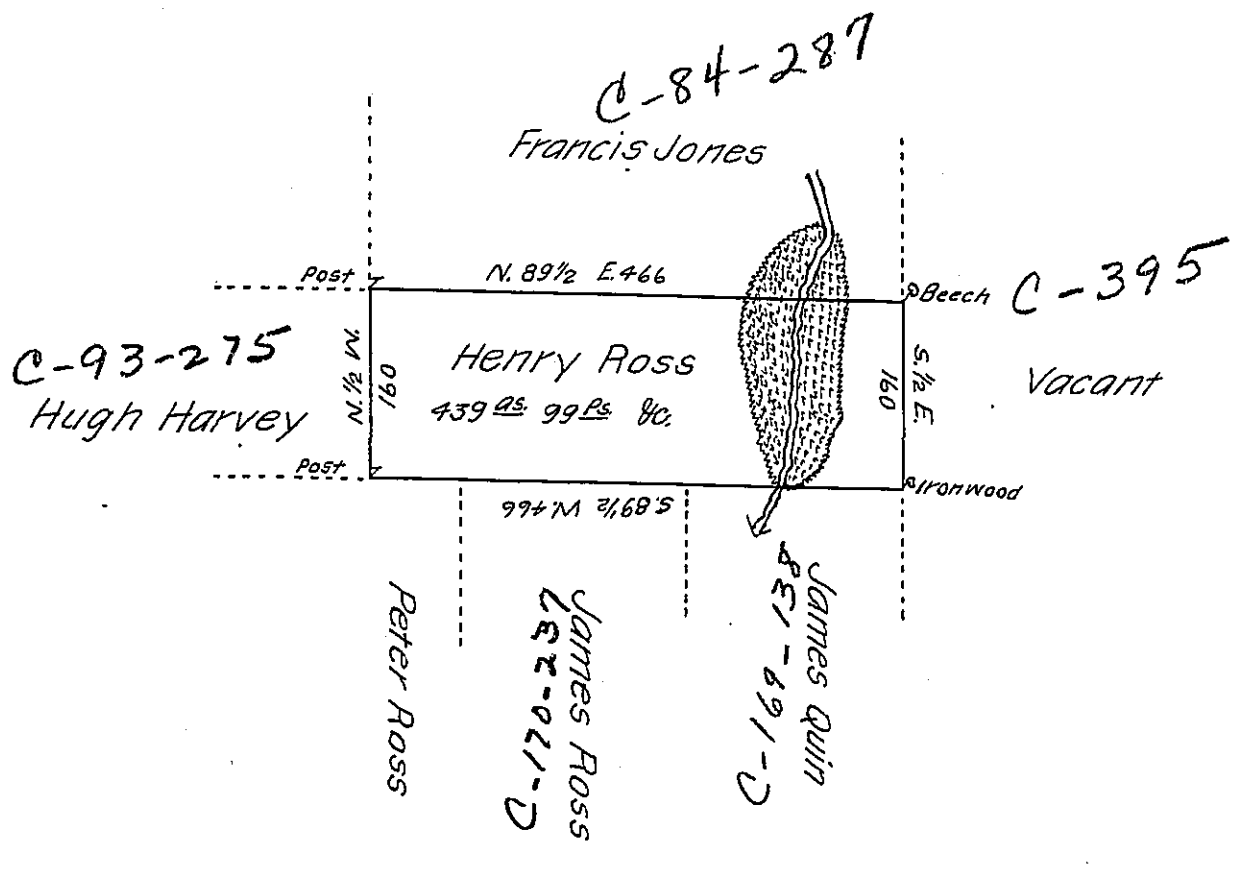 C-84-287
Francis Jones
Post
N. 89½ E. 466
Beech
C-395
C-93-275
Hugh Harvey
N. ½ W.
160
Henry Ross
439 as. 99 Ps. &c.
S. ½ E.
160
Vacant
Post
S. 89½ W. 466
Ironwood
Peter Ross
James Ross
C-170-237
James Quin
C-169-138